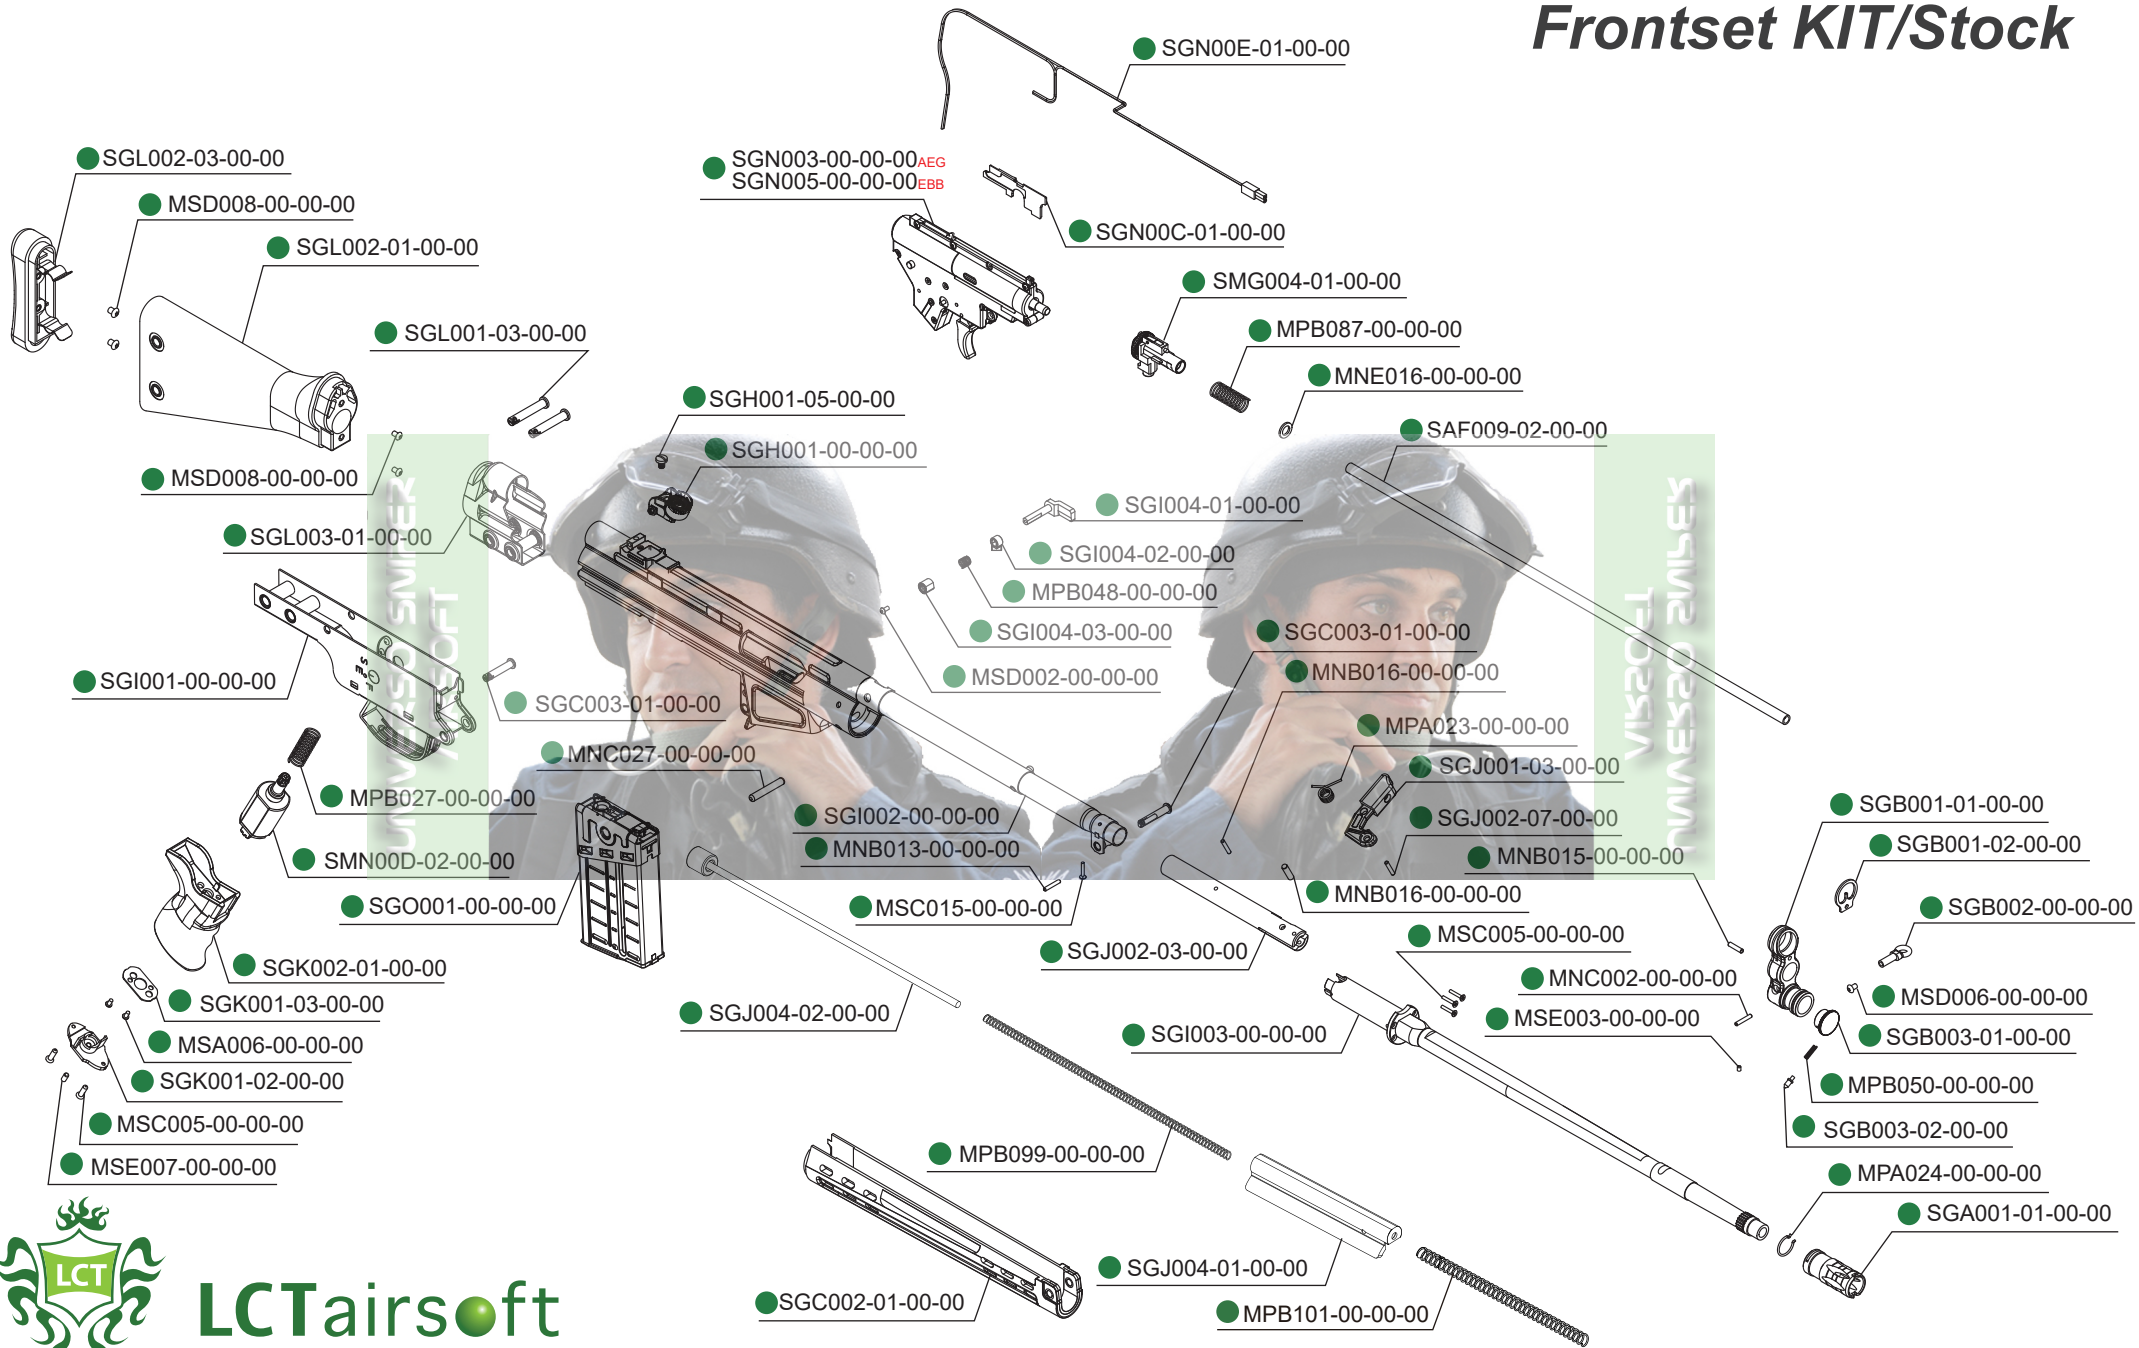 Frontset KIT/Stock
SGN00E-01-00-00
SGL002-03-00-00
SGN003-00-00-00AEG
SGN005-00-00-00EBB
MSD008-00-00-00
SGN00C-01-00-00
SGL002-01-00-00
SMG004-01-00-00
SGL001-03-00-00
MPB087-00-00-00
MNE016-00-00-00
SGH001-05-00-00
SAF009-02-00-00
SGH001-00-00-00
MSD008-00-00-00
SGI004-01-00-00
SGL003-01-00-00
SGI004-02-00-00
MPB048-00-00-00
SGI004-03-00-00
SGC003-01-00-00
SGI001-00-00-00
MSD002-00-00-00
MNB016-00-00-00
SGC003-01-00-00
MPA023-00-00-00
MNC027-00-00-00
SGJ001-03-00-00
MPB027-00-00-00
SGI002-00-00-00
SGJ002-07-00-00
SGB001-01-00-00
MNB013-00-00-00
MNB015-00-00-00
SGB001-02-00-00
SMN00D-02-00-00
SGO001-00-00-00
MSC015-00-00-00
MNB016-00-00-00
SGB002-00-00-00
MSC005-00-00-00
SGJ002-03-00-00
SGK002-01-00-00
MNC002-00-00-00
SGK001-03-00-00
MSD006-00-00-00
SGJ004-02-00-00
SGI003-00-00-00
MSE003-00-00-00
SGB003-01-00-00
MSA006-00-00-00
SGK001-02-00-00
MPB050-00-00-00
MSC005-00-00-00
SGB003-02-00-00
MPB099-00-00-00
MSE007-00-00-00
MPA024-00-00-00
SGA001-01-00-00
SGJ004-01-00-00
SGC002-01-00-00
MPB101-00-00-00
UNIVERSO SNIPER
AIRSOFT
UNIVERSO SNIPER
AIRSOFT
S
E
F
LCT
LCTairsoft